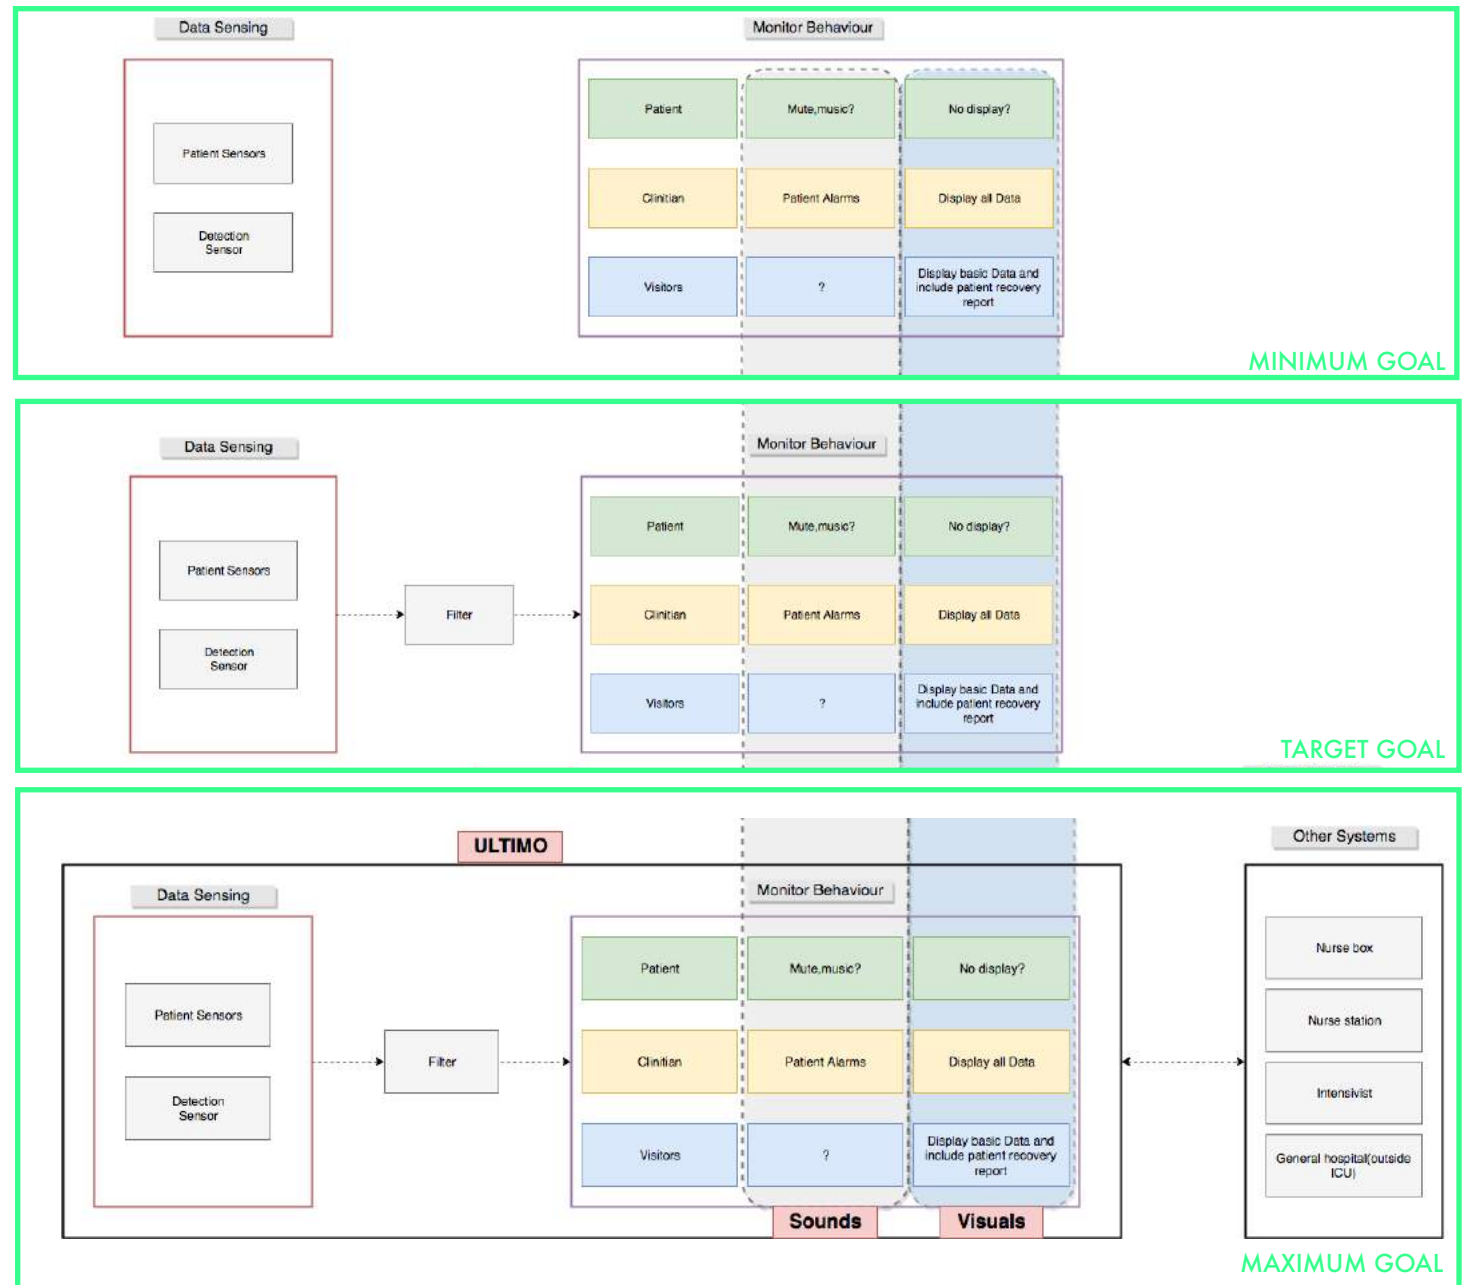 Data Sensing
Monitor Behaviour
Patient
Mute,music?
No display?
Patient Sensors
Clinitian
Patient Alarms
Display all Data
Detection
Sensor
Visitors
?
Display basic Data and
include patient recovery
report
MINIMUM GOAL
Data Sensing
Monitor Behaviour
Patient
Mute,music?
No display?
Patient Sensors
Filter
Clinitian
Patient Alarms
Display all Data
Detection
Sensor
Visitors
?
Display basic Data and
include patient recovery
report
TARGET GOAL
ULTIMO
Other Systems
Data Sensing
Monitor Behaviour
Patient
Mute,music?
No display?
Nurse box
Patient Sensors
Nurse station
Filter
Clinitian
Patient Alarms
Display all Data
Intensivist
Detection
Sensor
Visitors
?
Display basic Data and
include patient recovery
report
General hospital(outside
ICU)
Sounds
Visuals
MAXIMUM GOAL